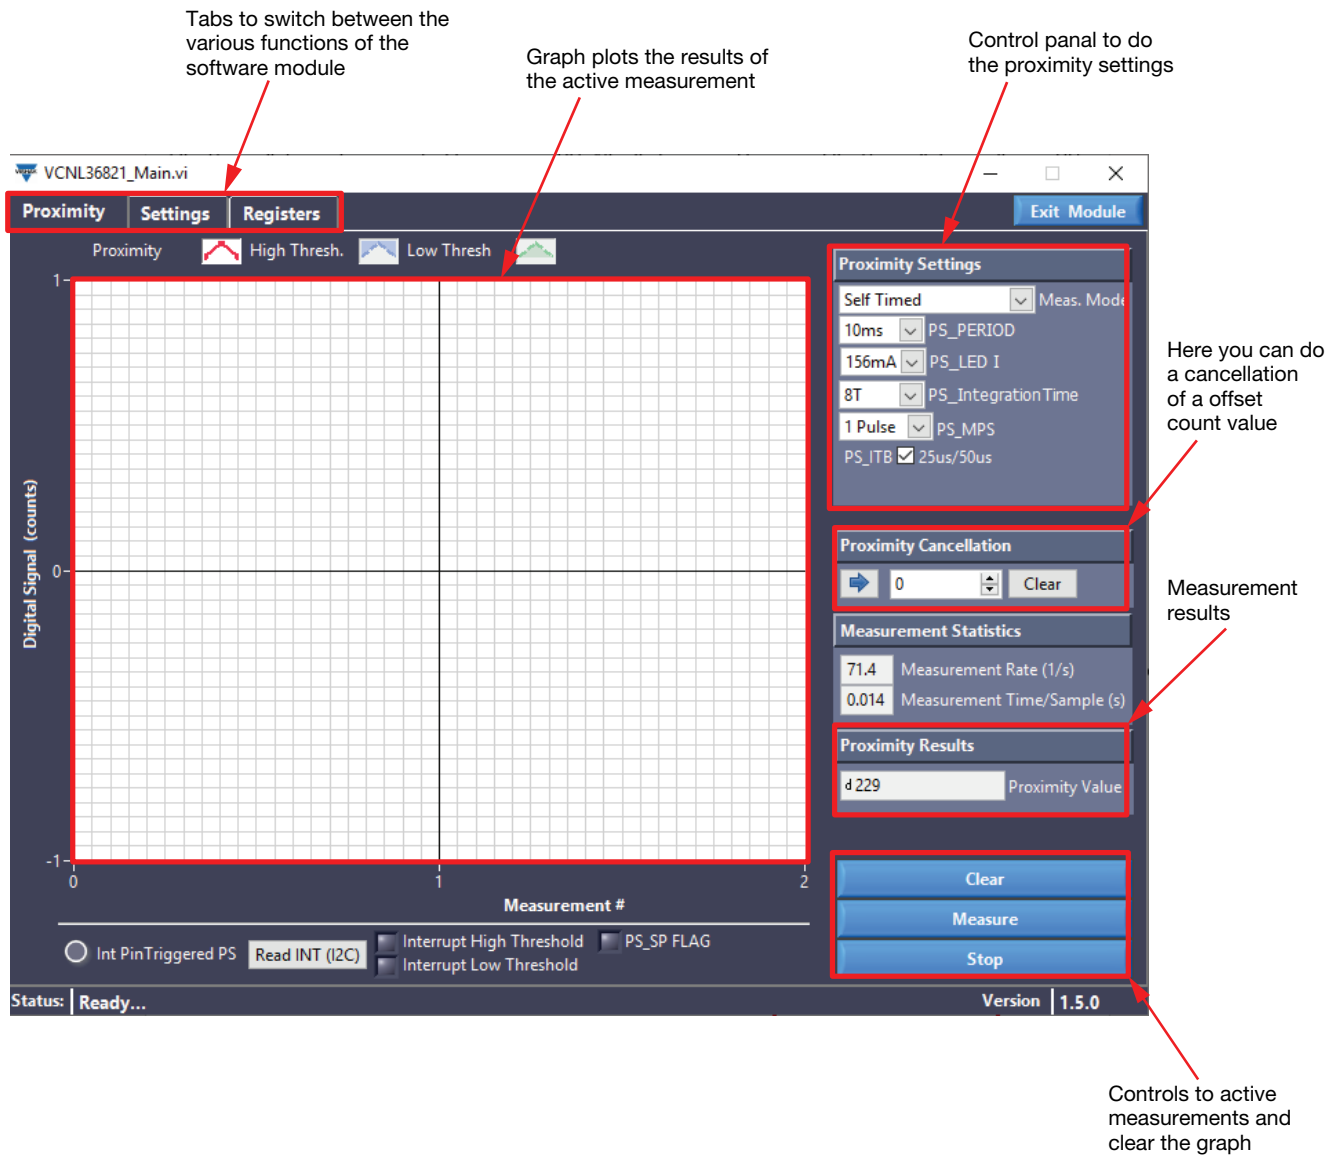 Tabs to switch between the
various functions of the
software module
Graph plots the results of
the active measurement
Control panal to do
the proximity settings
VCNL36821_Main.vi
Proximity
Settings
Registers
Exit Module
Proximity
High Thresh.
Low Thresh
1
0
-1
Digital Signal (counts)
0
1
2
Measurement #
Proximity Settings
Self Timed Meas. Mode
10ms PS_PERIOD
156mA PS_LED I
8T PS_IntegrationTime
1 Pulse PS_MPS
PS_ITB 25us/50us
Here you can do
a cancellation
of a offset
count value
Proximity Cancellation
0 Clear
Measurement
results
Measurement Statistics
71.4 Measurement Rate (1/s)
0.014 Measurement Time/Sample (s)
Proximity Results
d 229 Proximity Value
Clear
Measure
Stop
Int PinTriggered PS
Read INT (I2C)
Interrupt High Threshold
Interrupt Low Threshold
PS_SP FLAG
Status: Ready...
Version 1.5.0
Controls to active
measurements and
clear the graph